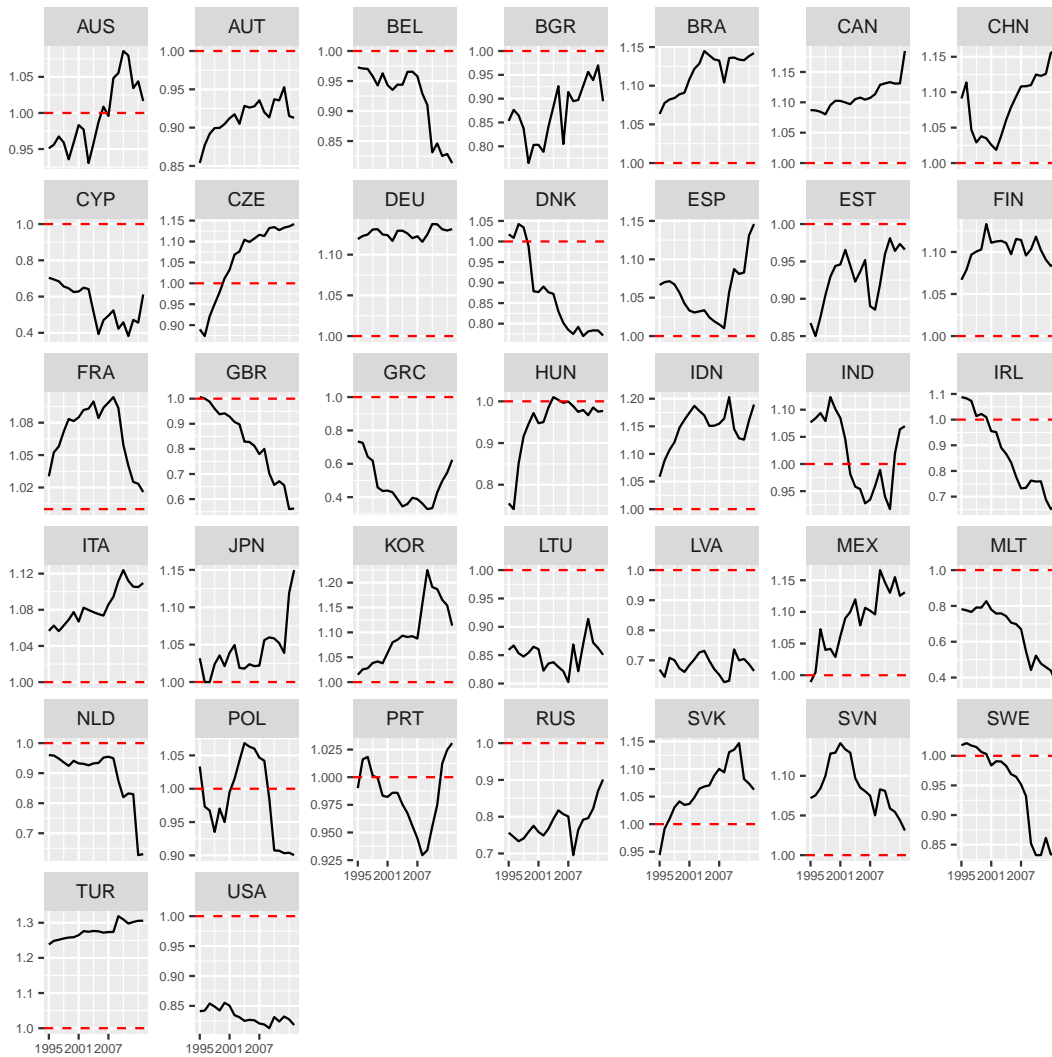 AUS AUT BEL BGR BRA CAN CHN
1.05 1.00 0.95
1.00 0.95 0.90 0.85
1.00 0.95 0.90 0.85
1.00 0.95 0.90 0.85 0.80
1.15 1.10 1.05 1.00
1.15 1.10 1.05 1.00
1.15 1.10 1.05 1.00
CYP CZE DEU DNK ESP EST FIN
1.0 0.8 0.6 0.4
1.15 1.10 1.05 1.00 0.95 0.90
1.10 1.05 1.00
1.05 1.00 0.95 0.90 0.85 0.80
1.15 1.10 1.05 1.00
1.00 0.95 0.90 0.85
1.10 1.05 1.00
FRA GBR GRC HUN IDN IND IRL
1.08 1.05 1.02
1.0 0.9 0.8 0.7 0.6
1.0 0.8 0.6 0.4
1.0 0.9 0.8
1.20 1.15 1.10 1.05 1.00
1.10 1.05 1.00 0.95
1.1 1.0 0.9 0.8 0.7
ITA JPN KOR LTU LVA MEX MLT
1.12 1.08 1.04 1.00
1.15 1.10 1.05 1.00
1.20 1.15 1.10 1.05 1.00
1.00 0.95 0.90 0.85 0.80
1.0 0.9 0.8 0.7
1.15 1.10 1.05 1.00
1.0 0.8 0.6 0.4
NLD POL PRT RUS SVK SVN SWE
1.0 0.9 0.8 0.7
1.05 1.00 0.95 0.90
1.025 1.000 0.975 0.950 0.925
1.0 0.9 0.8 0.7
1.15 1.10 1.05 1.00 0.95
1.10 1.05 1.00
1.00 0.95 0.90 0.85
1995 2001 2007 1995 2001 2007 1995 2001 2007 1995 2001 2007 1995 2001 2007
TUR USA
1.3 1.2 1.1 1.0
1.00 0.95 0.90 0.85
1995 2001 2007 1995 2001 2007